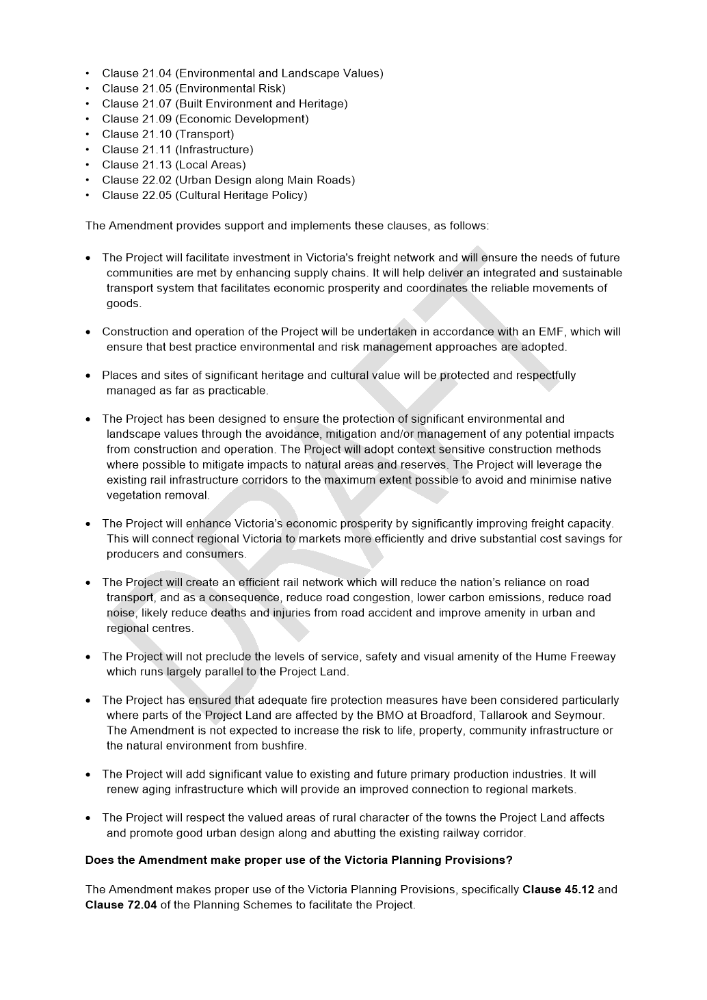 • Clause 21.04 (Environmental and Landscape Values)
• Clause 21.05 (Environmental Risk)
• Clause 21.07 (Built Environment and Heritage)
• Clause 21.09 (Economic Development)
• Clause 21.10 (Transport)
• Clause 21.11 (Infrastructure)
• Clause 21.13 (Local Areas)
• Clause 22.02 (Urban Design along Main Roads)
• Clause 22.05 (Cultural Heritage Policy)
The Amendment provides support and implements these clauses, as follows:
• The Project will facilitate investment in Victoria's freight network and will ensure the needs of future
communities are met by enhancing supply chains. It will help deliver an integrated and sustainable
transport system that facilitates economic prosperity and coordinates the reliable movements of
goods.
• Construction and operation of the Project will be undertaken in accordance with an EMF, which will
ensure that best practice environmental and risk management approaches are adopted.
• Places and sites of significant heritage and cultural value will be protected and respectfully
managed as far as practicable.
• The Project has been designed to ensure the protection of significant environmental and
landscape values through the avoidance, mitigation and/or management of any potential impacts
from construction and operation. The Project will adopt context sensitive construction methods
where possible to mitigate impacts to natural areas and reserves. The Project will leverage the
existing rail infrastructure corridors to the maximum extent possible to avoid and minimise native
vegetation removal.
• The Project will enhance Victoria’s economic prosperity by significantly improving freight capacity.
This will connect regional Victoria to markets more efficiently and drive substantial cost savings for
producers and consumers.
• The Project will create an efficient rail network which will reduce the nation’s reliance on road
transport, and as a consequence, reduce road congestion, lower carbon emissions, reduce road
noise, likely reduce deaths and injuries from road accident and improve amenity in urban and
regional centres.
• The Project will not preclude the levels of service, safety and visual amenity of the Hume Freeway
which runs largely parallel to the Project Land.
• The Project has ensured that adequate fire protection measures have been considered particularly
where parts of the Project Land are affected by the BMO at Broadford, Tallarook and Seymour.
The Amendment is not expected to increase the risk to life, property, community infrastructure or
the natural environment from bushfire.
• The Project will add significant value to existing and future primary production industries. It will
renew aging infrastructure which will provide an improved connection to regional markets.
• The Project will respect the valued areas of rural character of the towns the Project Land affects
and promote good urban design along and abutting the existing railway corridor.
Does the Amendment make proper use of the Victoria Planning Provisions?
The Amendment makes proper use of the Victoria Planning Provisions, specifically Clause 45.12 and
Clause 72.04 of the Planning Schemes to facilitate the Project.
DRAFT